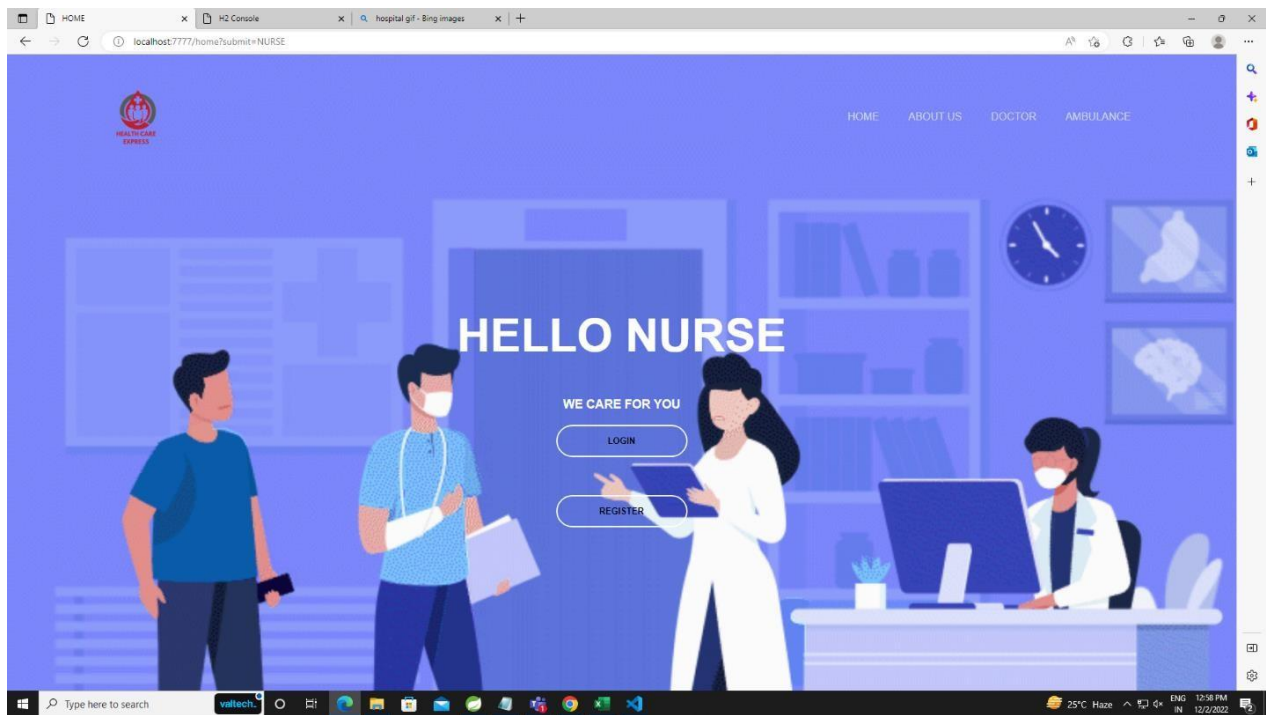 HOME
H2 Console
hospital gif - Bing images
localhost:7777/home?submit=NURSE
HEALTH CARE
EXPRESS
HOME ABOUT US DOCTOR AMBULANCE
HELLO NURSE
WE CARE FOR YOU
LOGIN
REGISTER
Type here to search
valtech.
25°C Haze
ENG
IN
12:58 PM
12/2/2022
2